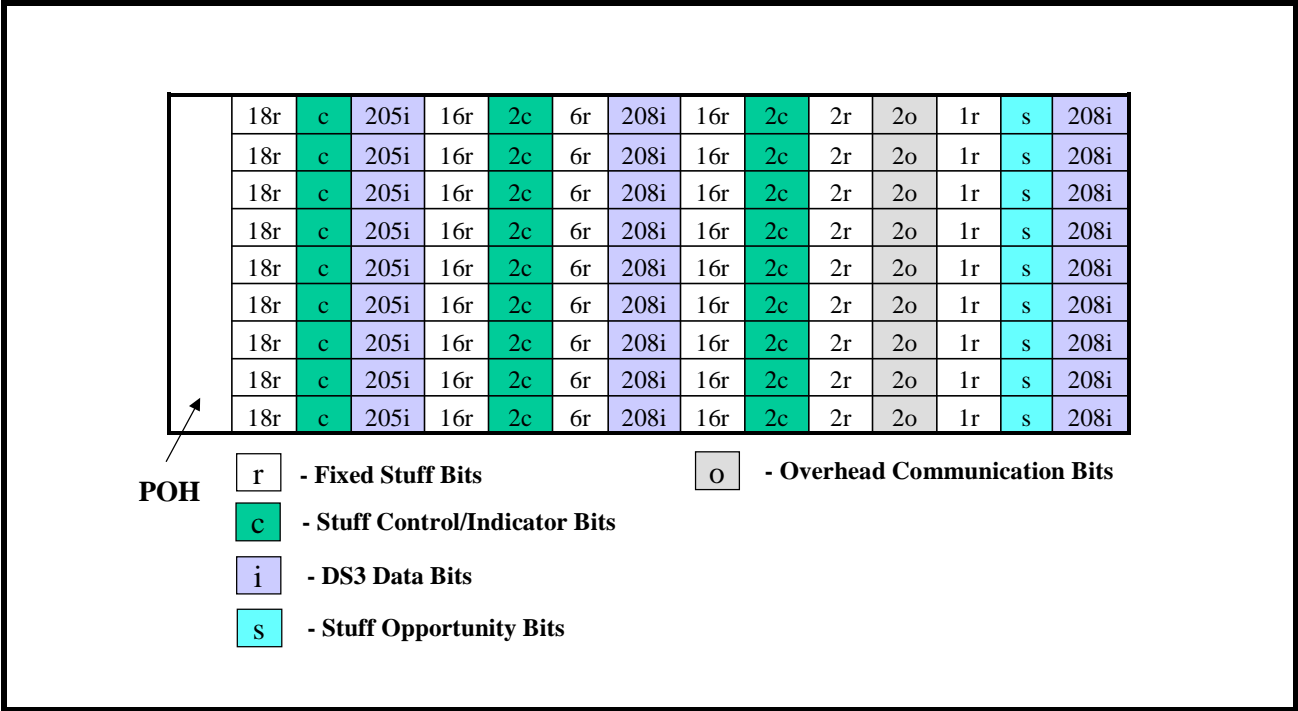 18r c 205i 16r 2c 6r 208i 16r 2c 2r 2o 1r s 208i
18r c 205i 16r 2c 6r 208i 16r 2c 2r 2o 1r s 208i
18r c 205i 16r 2c 6r 208i 16r 2c 2r 2o 1r s 208i
18r c 205i 16r 2c 6r 208i 16r 2c 2r 2o 1r s 208i
18r c 205i 16r 2c 6r 208i 16r 2c 2r 2o 1r s 208i
18r c 205i 16r 2c 6r 208i 16r 2c 2r 2o 1r s 208i
18r c 205i 16r 2c 6r 208i 16r 2c 2r 2o 1r s 208i
18r c 205i 16r 2c 6r 208i 16r 2c 2r 2o 1r s 208i
18r c 205i 16r 2c 6r 208i 16r 2c 2r 2o 1r s 208i
POH
r - Fixed Stuff Bits
o - Overhead Communication Bits
c - Stuff Control/Indicator Bits
i - DS3 Data Bits
s - Stuff Opportunity Bits